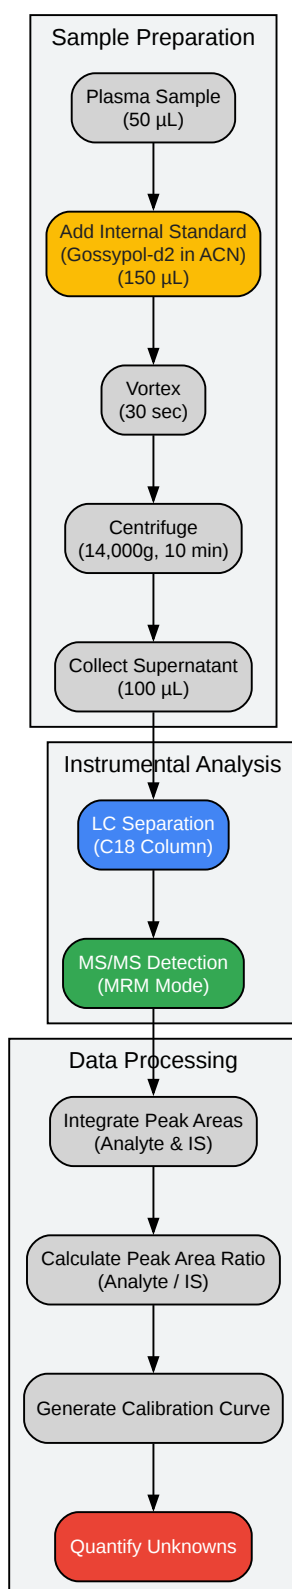 Sample Preparation
Plasma Sample
(50 µL)
Add Internal Standard
(Gossypol-d2 in ACN)
(150 µL)
Vortex
(30 sec)
Centrifuge
(14,000g, 10 min)
Collect Supernatant
(100 µL)
Instrumental Analysis
LC Separation
(C18 Column)
MS/MS Detection
(MRM Mode)
Data Processing
Integrate Peak Areas
(Analyte & IS)
Calculate Peak Area Ratio
(Analyte / IS)
Generate Calibration Curve
Quantify Unknowns